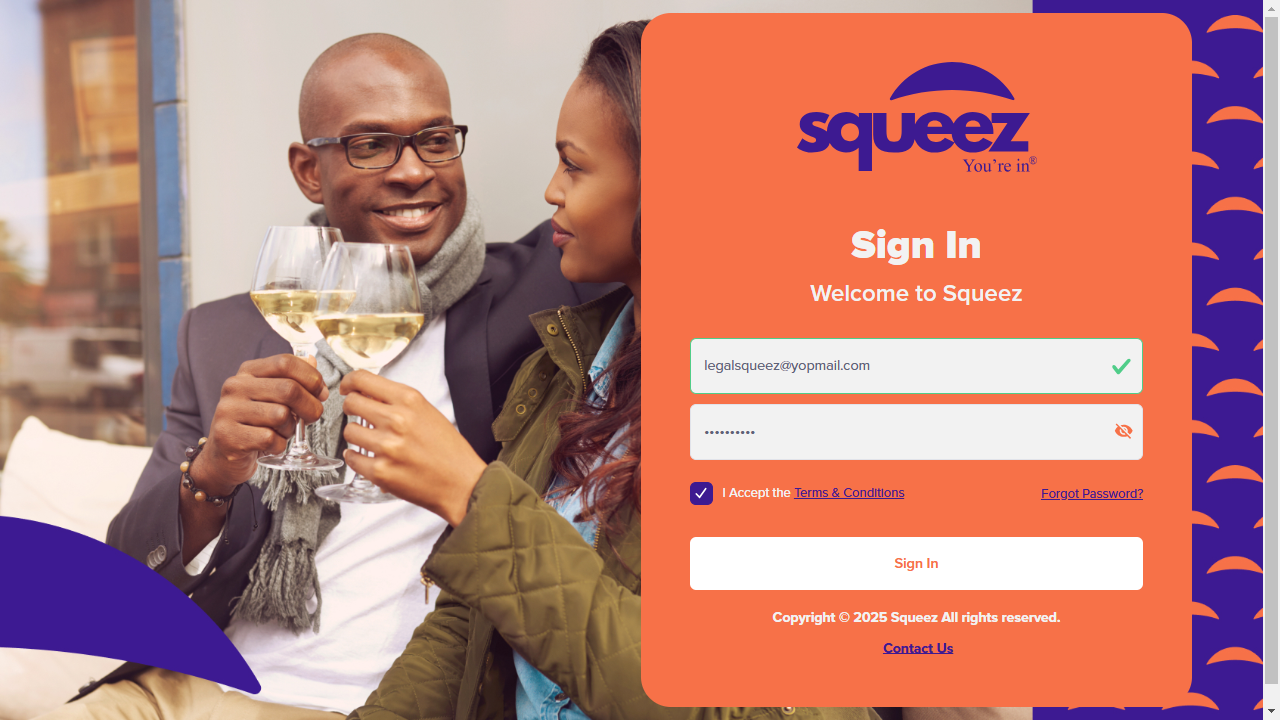 squeez
You're in®
Sign In
Welcome to Squeez
legalsqueez@yopmail.com
••••••••••
I Accept the Terms & Conditions
Forgot Password?
Sign In
Copyright © 2025 Squeez All rights reserved.
Contact Us